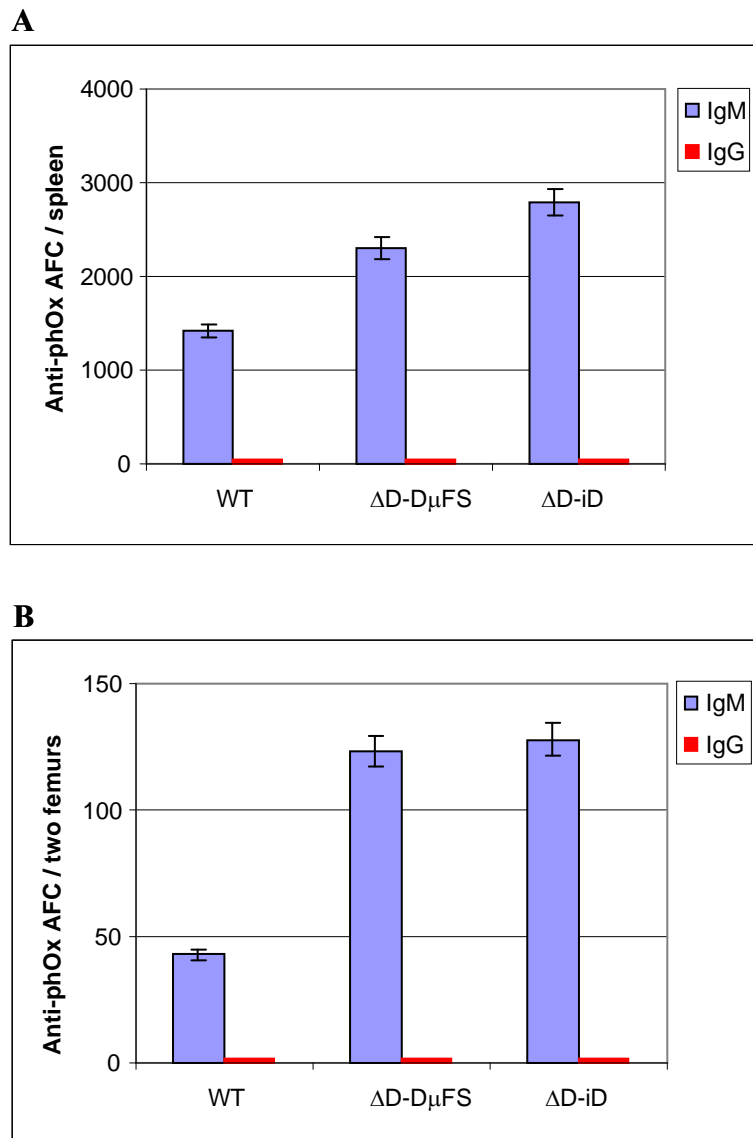 A
Anti-phOx AFC / spleen
4000
3000
2000
1000
0
WT
ΔD-DμFS
ΔD-iD
IgM
IgG
B
Anti-phOx AFC / two femurs
150
100
50
0
WT
ΔD-DμFS
ΔD-iD
IgM
IgG